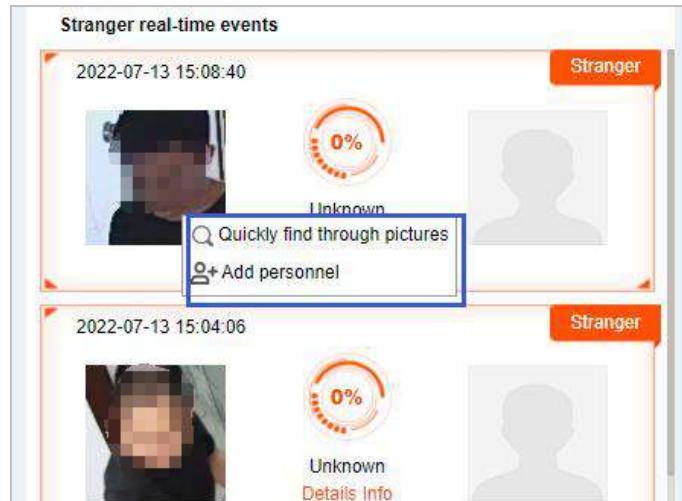 Stranger real-time events
2022-07-13 15:08:40
Stranger
0%
Unknown
Quickly find through pictures
Add personnel
2022-07-13 15:04:06
Stranger
0%
Unknown
Details Info